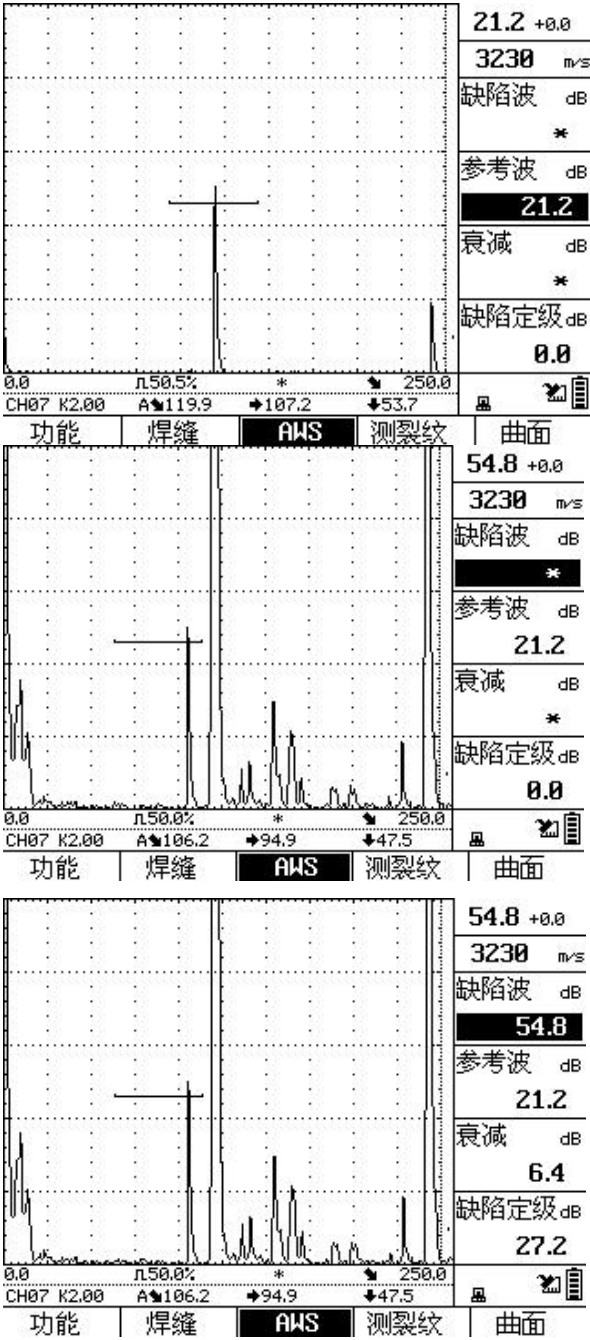 21.2 +0.0
3230 m/s
缺陷波 dB
*
参考波 dB
21.2
衰减 dB
*
缺陷定级 dB
0.0
0.0 50.5% * 250.0
CH07 K2.00 A119.9 107.2 53.7
功能 焊缝 AWS 测裂纹 曲面
54.8 +0.0
3230 m/s
缺陷波 dB
*
参考波 dB
21.2
衰减 dB
*
缺陷定级 dB
0.0
0.0 50.0% * 250.0
CH07 K2.00 A106.2 94.9 47.5
功能 焊缝 AWS 测裂纹 曲面
54.8 +0.0
3230 m/s
缺陷波 dB
54.8
参考波 dB
21.2
衰减 dB
6.4
缺陷定级 dB
27.2
0.0 50.0% * 250.0
CH07 K2.00 A106.2 94.9 47.5
功能 焊缝 AWS 测裂纹 曲面